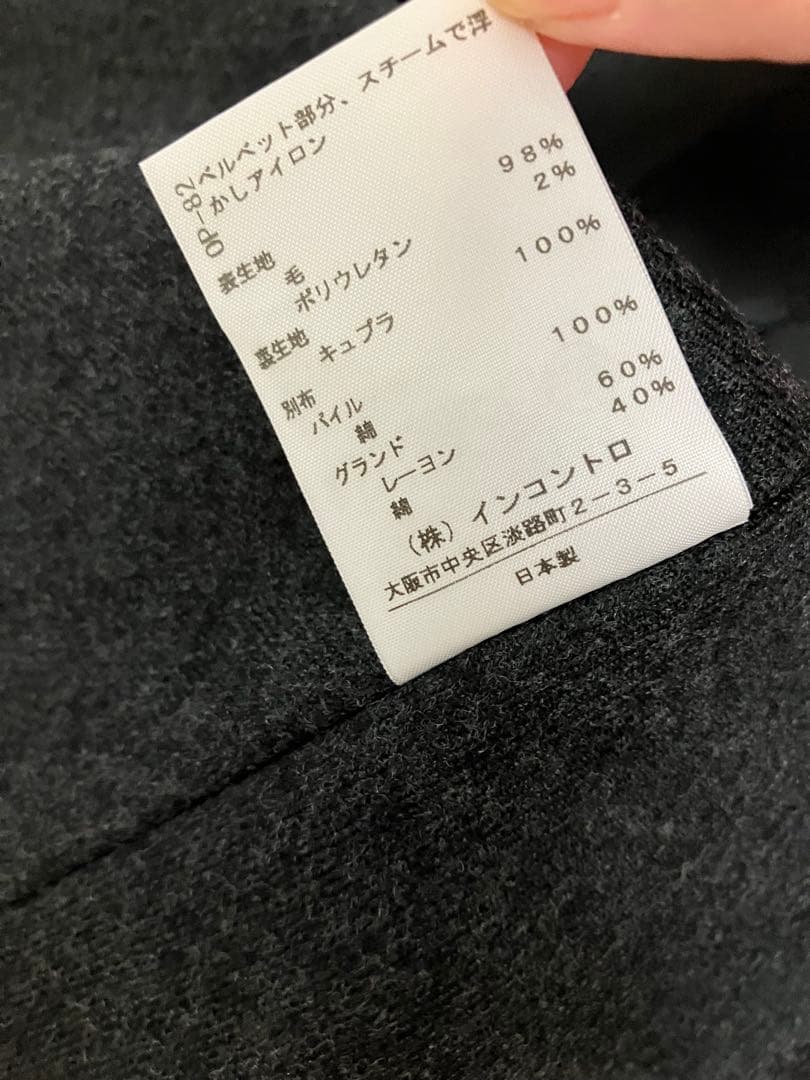 OP-82
ベルベット部分、スチームで浮
かしアイロン
表生地
毛 98%
ポリウレタン 2%
裏生地
キュプラ 100%
別布
パイル
綿 100%
グランド
レーヨン 60%
綿 40%
(株) インコントロ
大阪市中央区淡路町2-3-5
日本製